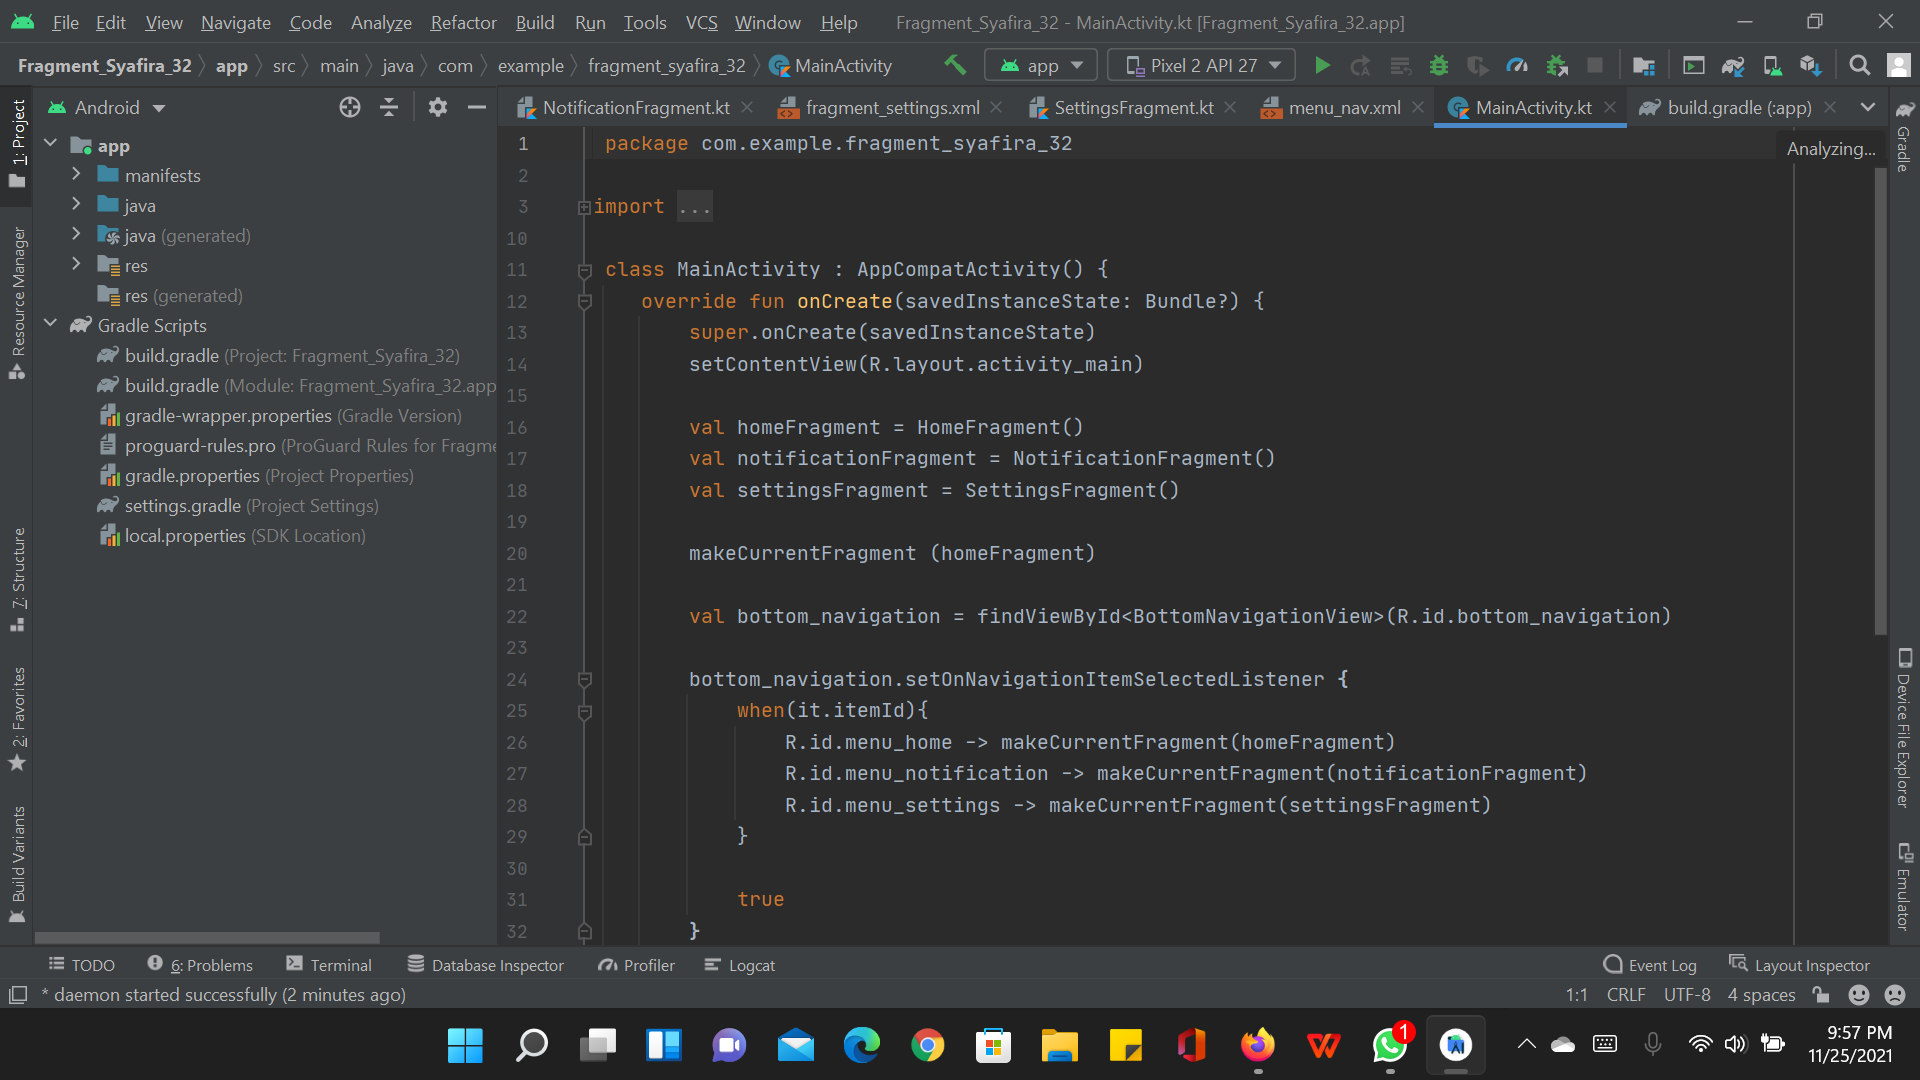 File Edit View Navigate Code Analyze Refactor Build Run Tools VCS Window Help Fragment_Syafira_32 - MainActivity.kt [Fragment_Syafira_32.app]
Fragment_Syafira_32 app src main java com example fragment_syafira_32 MainActivity app Pixel 2 API 27
Android NotificationFragment.kt fragment_settings.xml SettingsFragment.kt menu_nav.xml MainActivity.kt build.gradle (:app)
1: Project
Resource Manager
7: Structure
2: Favorites
Build Variants
app
manifests
java
java (generated)
res
res (generated)
Gradle Scripts
build.gradle (Project: Fragment_Syafira_32)
build.gradle (Module: Fragment_Syafira_32.app
gradle-wrapper.properties (Gradle Version)
proguard-rules.pro (ProGuard Rules for Fragme
gradle.properties (Project Properties)
settings.gradle (Project Settings)
local.properties (SDK Location)
1 package com.example.fragment_syafira_32
2
3 import ...
10
11 class MainActivity : AppCompatActivity() {
12 override fun onCreate(savedInstanceState: Bundle?) {
13 super.onCreate(savedInstanceState)
14 setContentView(R.layout.activity_main)
15
16 val homeFragment = HomeFragment()
17 val notificationFragment = NotificationFragment()
18 val settingsFragment = SettingsFragment()
19
20 makeCurrentFragment (homeFragment)
21
22 val bottom_navigation = findViewById<BottomNavigationView>(R.id.bottom_navigation)
23
24 bottom_navigation.setOnNavigationItemSelectedListener {
25 when(it.itemId){
26 R.id.menu_home -> makeCurrentFragment(homeFragment)
27 R.id.menu_notification -> makeCurrentFragment(notificationFragment)
28 R.id.menu_settings -> makeCurrentFragment(settingsFragment)
29 }
30
31 true
32 }
Analyzing...
Gradle
Device File Explorer
Emulator
TODO 6: Problems Terminal Database Inspector Profiler Logcat Event Log Layout Inspector
* daemon started successfully (2 minutes ago) 1:1 CRLF UTF-8 4 spaces
1
AI
9:57 PM
11/25/2021